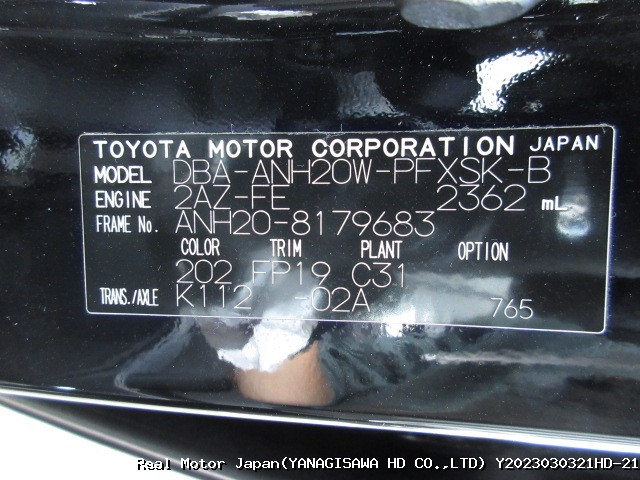 TOYOTA MOTOR CORPORATION JAPAN
MODEL DBA-ANH20W-PFXSK-B
ENGINE 2AZ-FE 2362 mL
FRAME No. ANH20-8179683
COLOR TRIM PLANT OPTION
202 FP19 C31
TRANS./AXLE K112 -02A 765
Real Motor Japan(YANAGISAWA HD CO.,LTD) Y2023030321HD-21